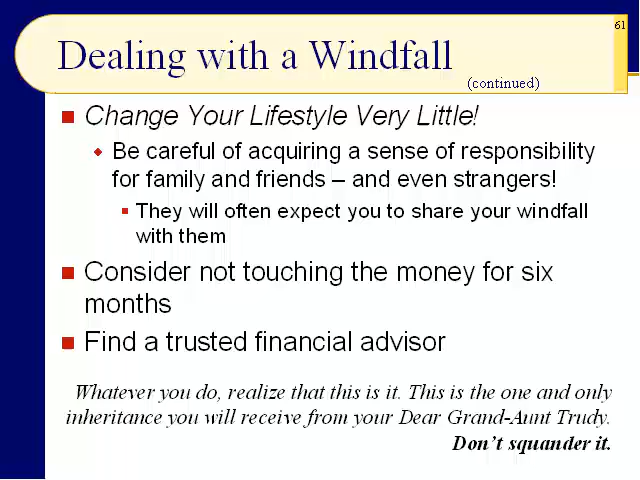 61
Dealing with a Windfall
(continued)
Change Your Lifestyle Very Little!
Be careful of acquiring a sense of responsibility
for family and friends – and even strangers!
They will often expect you to share your windfall
with them
Consider not touching the money for six
months
Find a trusted financial advisor
Whatever you do, realize that this is it. This is the one and only
inheritance you will receive from your Dear Grand-Aunt Trudy.
Don't squander it.